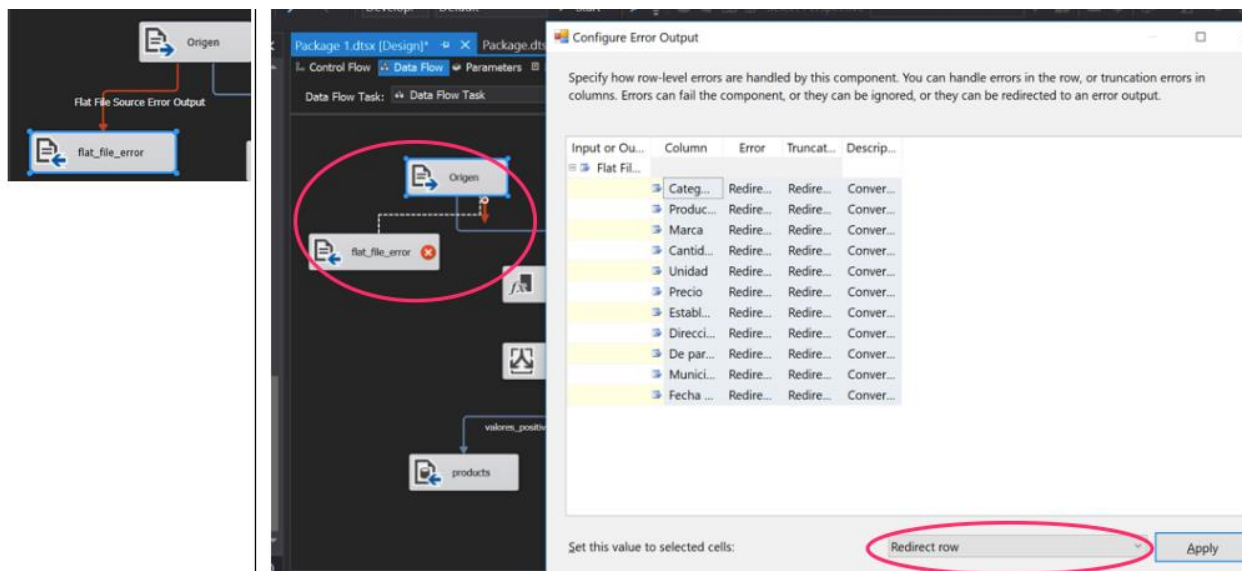 Origen
Flat File Source Error Output
flat_file_error
Package 1.dtsx [Design]*
Package.dts
Control Flow
Data Flow
Parameters
Data Flow Task:
Data Flow Task
Origen
flat_file_error
fx
valores_positiv
products
Configure Error Output
Specify how row-level errors are handled by this component. You can handle errors in the row, or truncation errors in
columns. Errors can fail the component, or they can be ignored, or they can be redirected to an error output.
Input or Ou... Column Error Truncat... Descrip...
Flat Fil...
Categ... Redire... Redire... Conver...
Produc... Redire... Redire... Conver...
Marca Redire... Redire... Conver...
Cantid... Redire... Redire... Conver...
Unidad Redire... Redire... Conver...
Precio Redire... Redire... Conver...
Establ... Redire... Redire... Conver...
Direcci... Redire... Redire... Conver...
De par... Redire... Redire... Conver...
Munici... Redire... Redire... Conver...
Fecha ... Redire... Redire... Conver...
Set this value to selected cells:
Redirect row
Apply